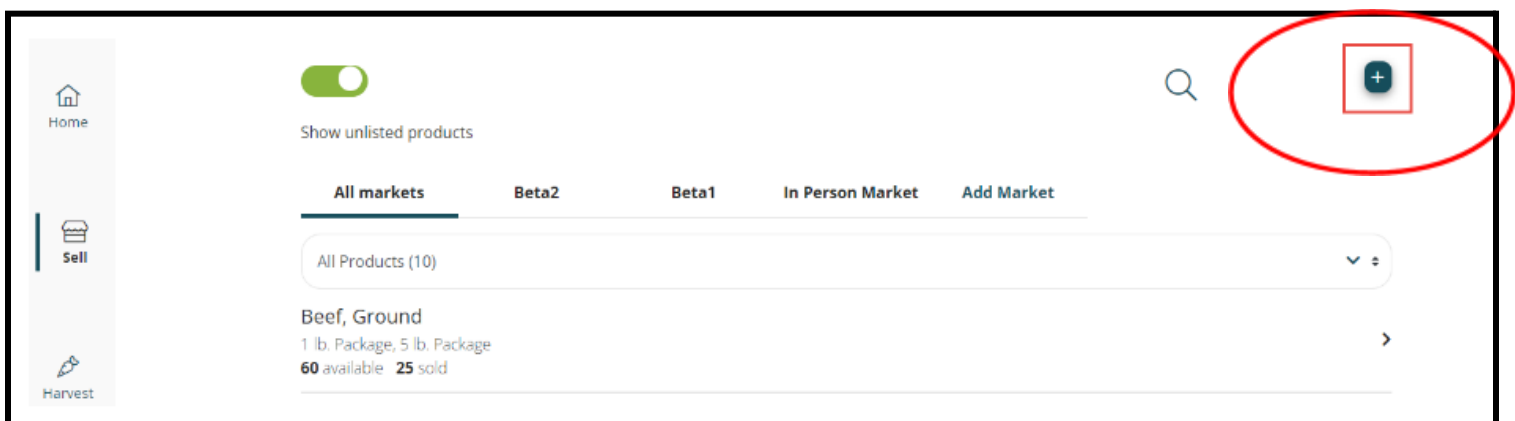 Home
Sell
Harvest
Show unlisted products
+
All markets Beta2 Beta1 In Person Market Add Market
All Products (10)
Beef, Ground
1 lb. Package, 5 lb. Package
60 available 25 sold